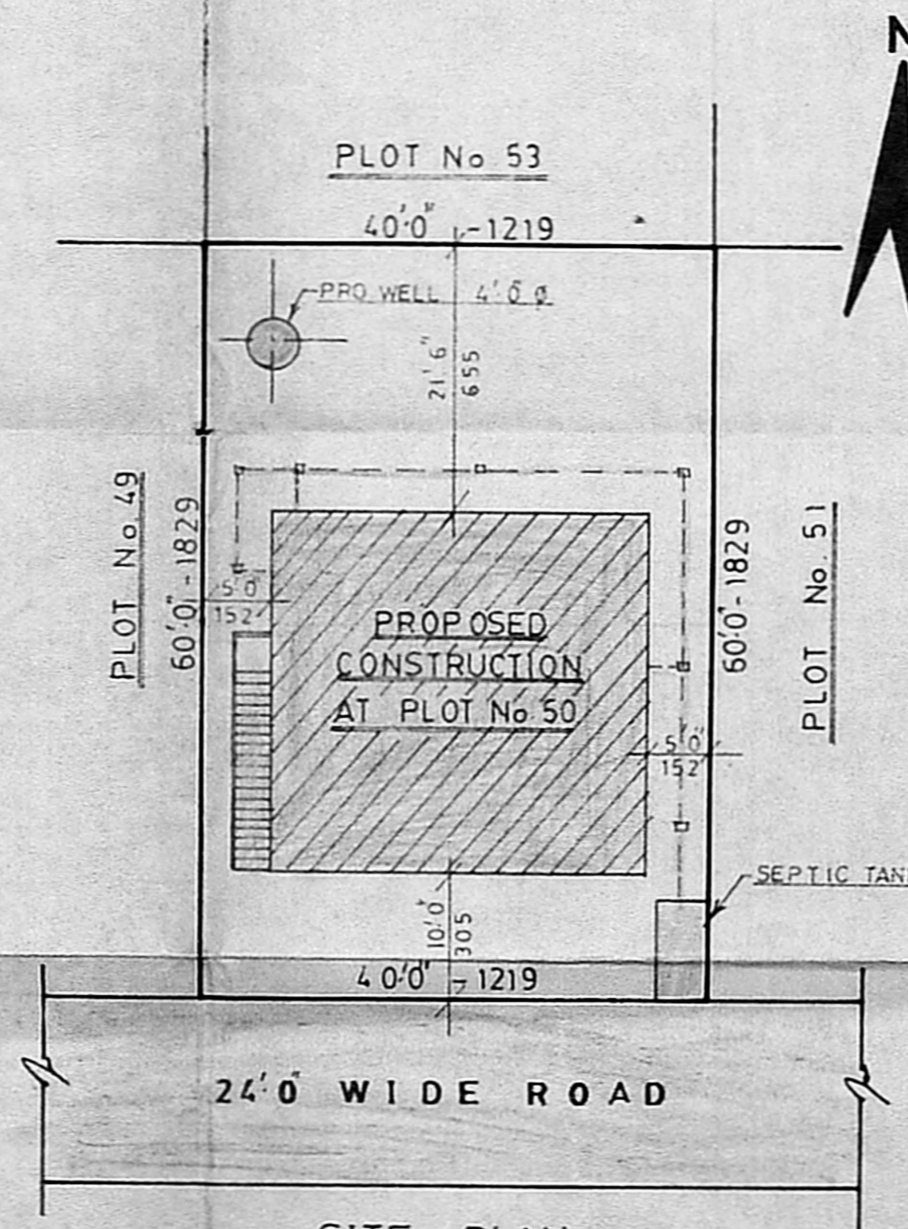 N
PLOT No 53
40'-0" -1219
PRO WELL 4'0 Ø
21'6"
655
PLOT No 49
60'0"-1829
5'0"
152
PROPOSED
CONSTRUCTION
AT PLOT No 50
60'0"-1829
PLOT No. 51
5'0"
152
SEPTIC TAN
10'0"
305
40'0" -1219
24'0" WIDE ROAD
SITE PLAN